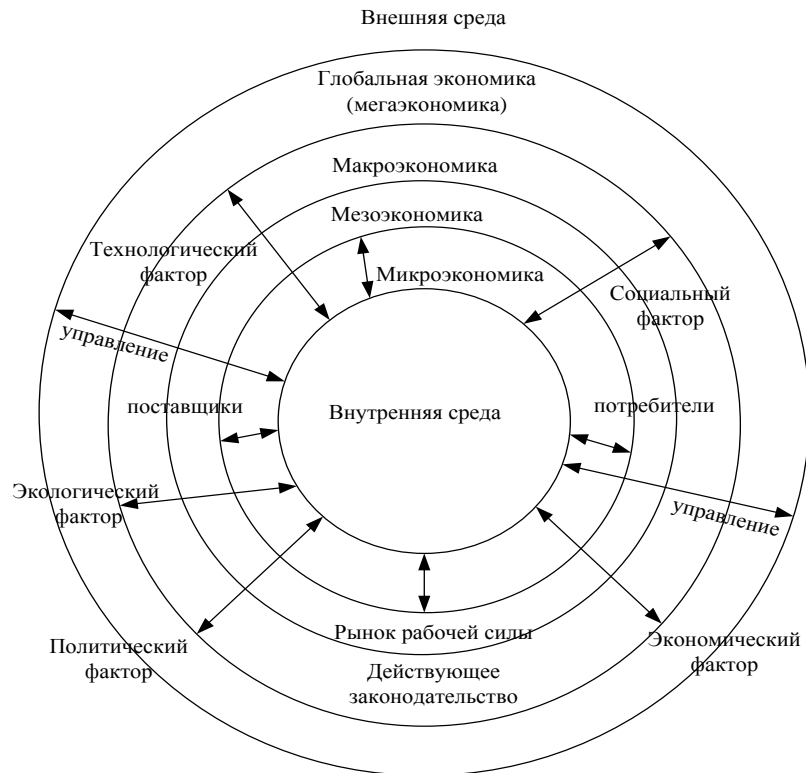 Внешняя среда
Глобальная экономика
(мегаэкономика)
Макроэкономика
Мезоэкономика
Технологический
фактор
Микроэкономика
Социальный
фактор
управление
поставщики
Внутренняя среда
потребители
Экологический
фактор
управление
Рынок рабочей силы
Политический
фактор
Действующее
законодательство
Экономический
фактор